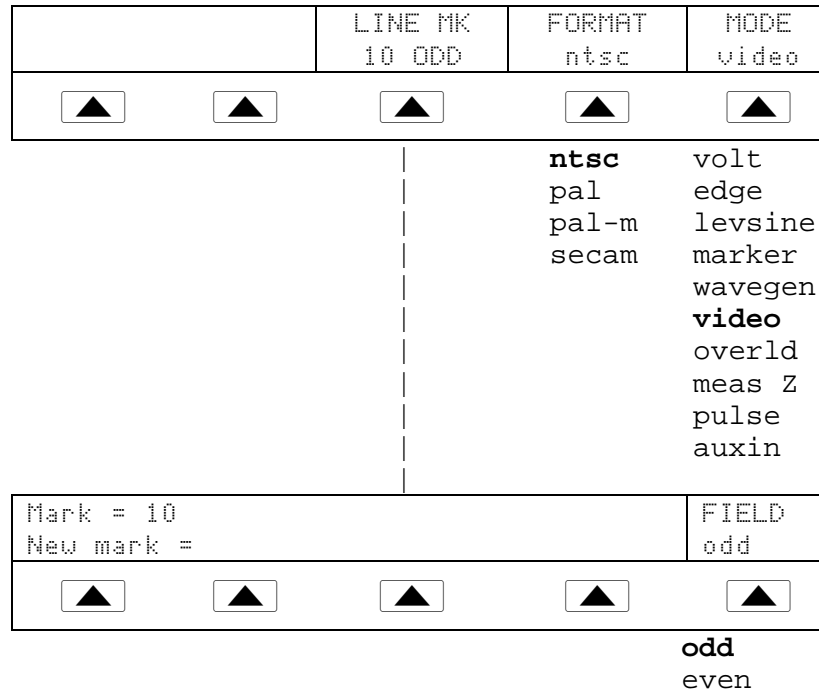 LINE MK FORMAT MODE
10 ODD ntsc video
ntsc volt
pal edge
pal-m levsine
secam marker
wavegen
video
overld
meas Z
pulse
auxin
Mark = 10 FIELD
New mark = odd
odd
even